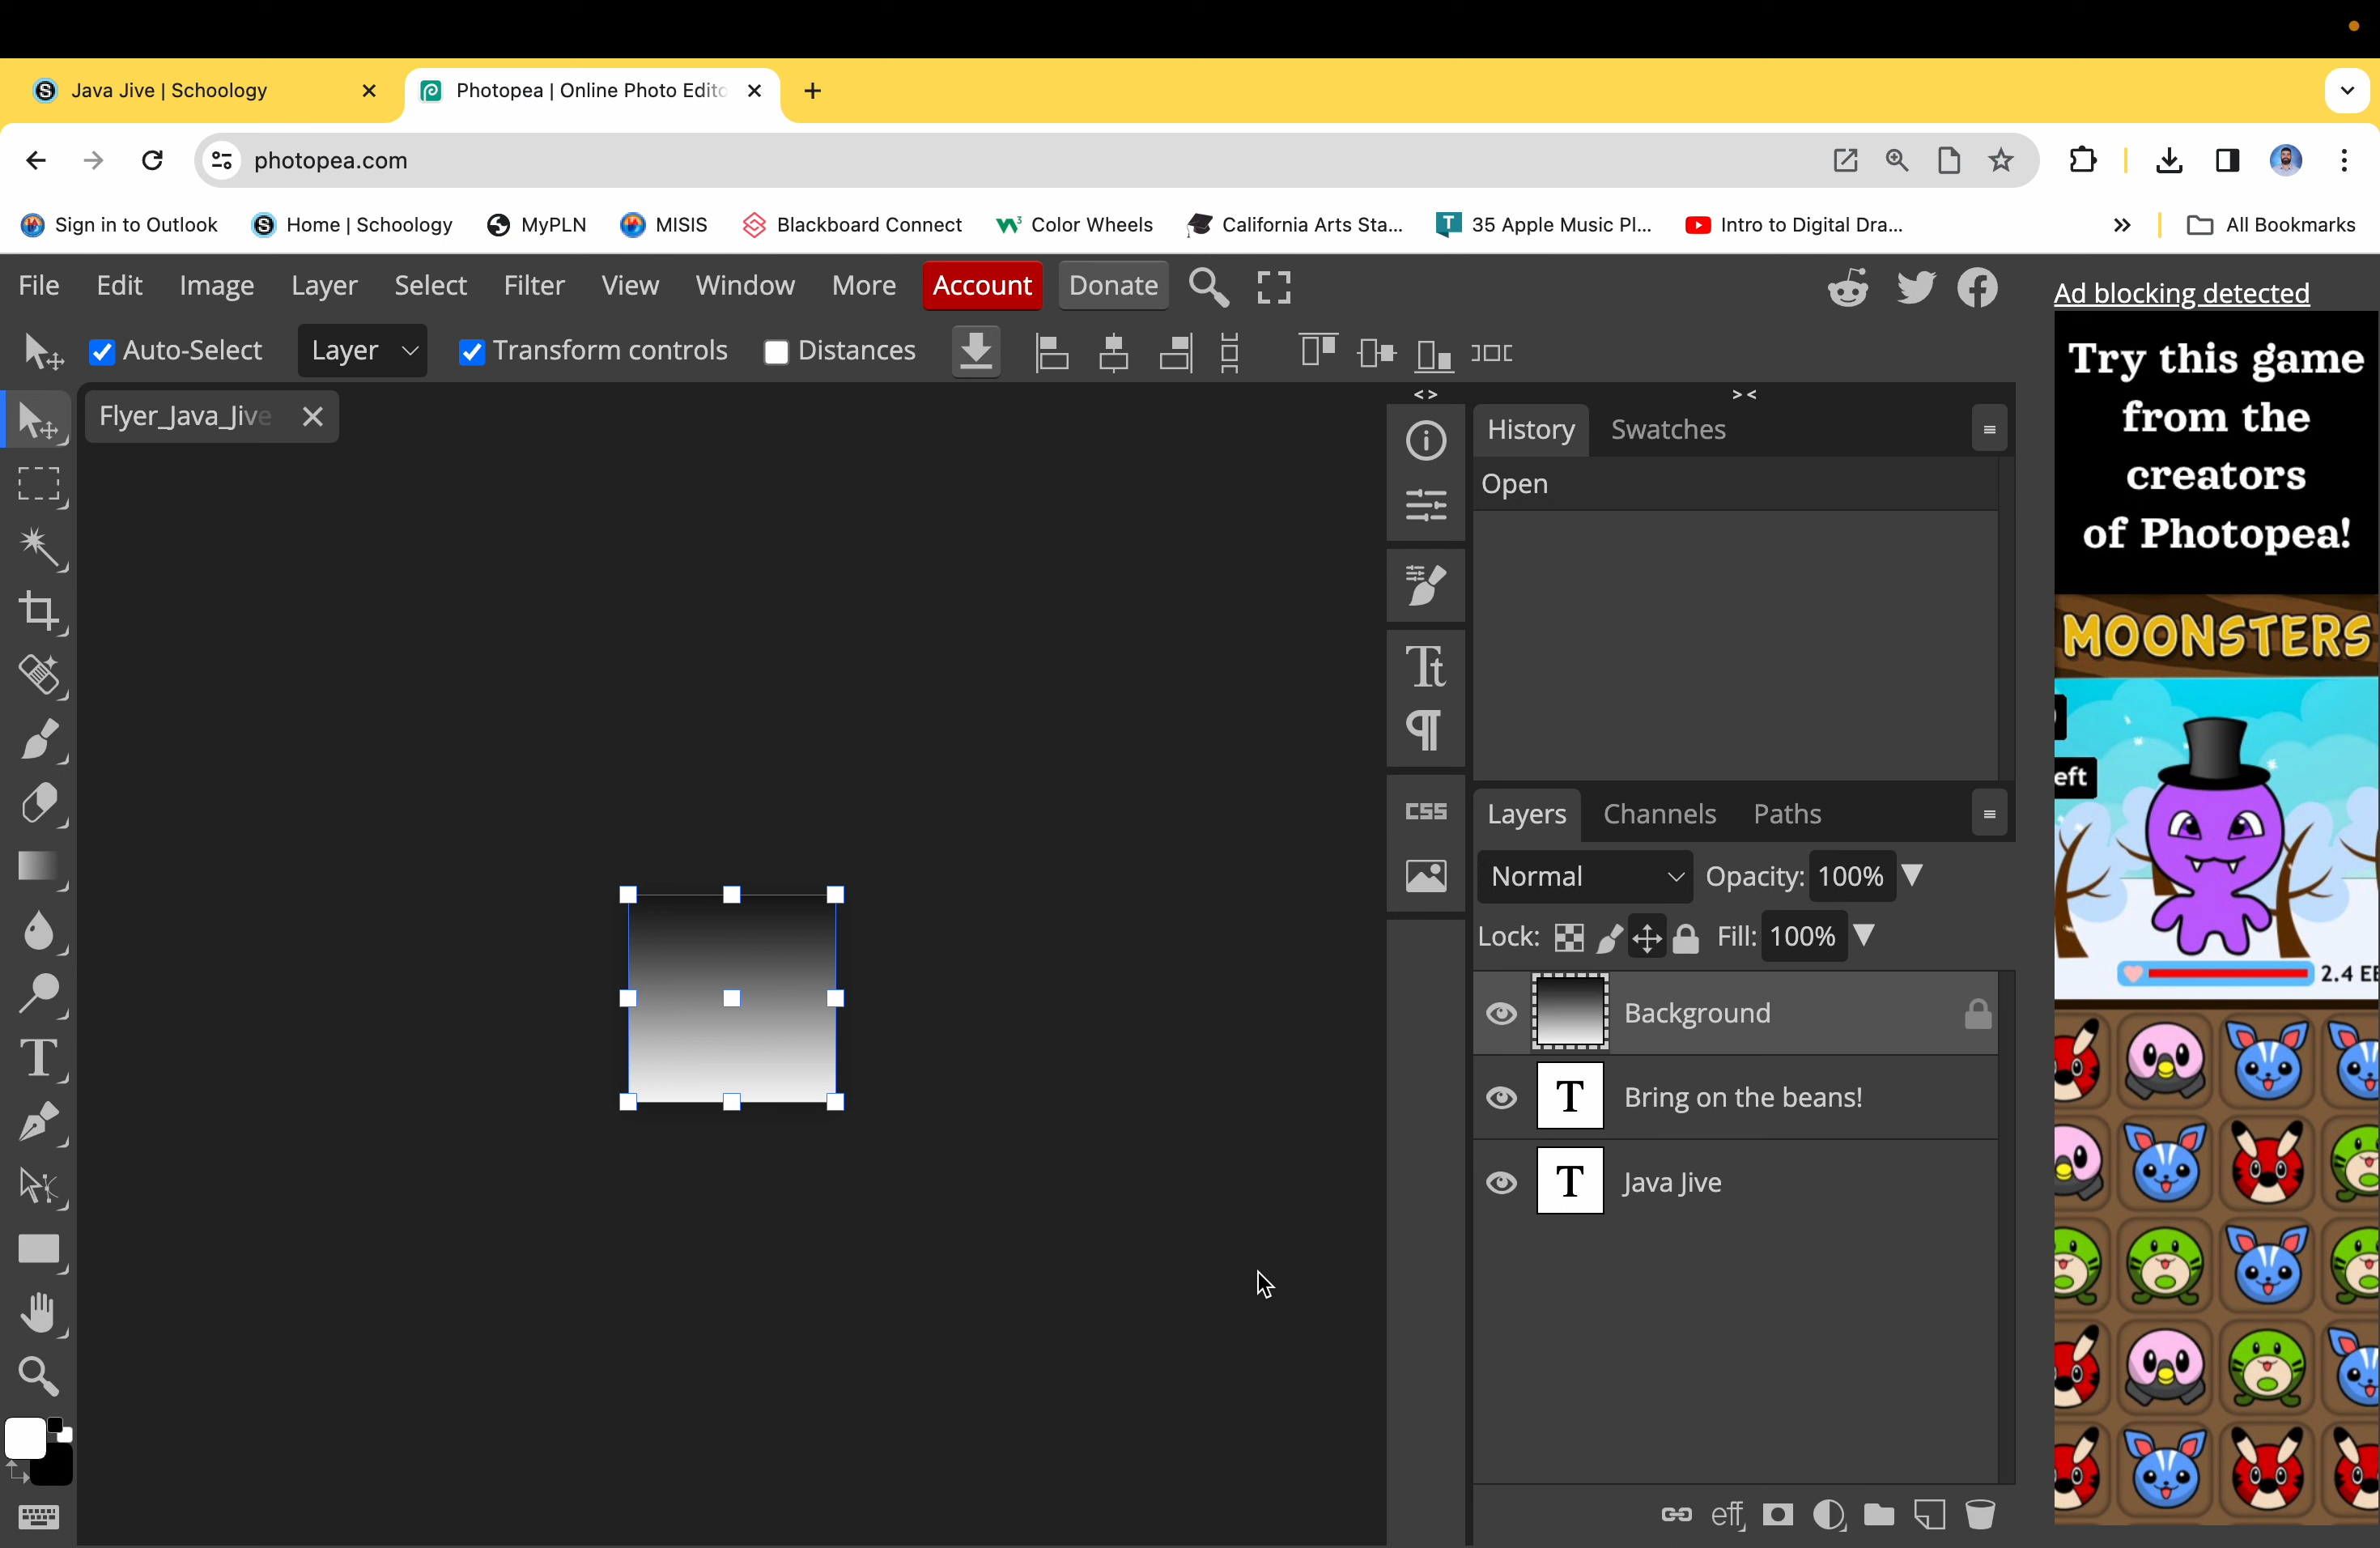 Java Jive | Schoology
Photopea | Online Photo Edito
photopea.com
Sign in to Outlook
Home | Schoology
MyPLN
MISIS
Blackboard Connect
Color Wheels
California Arts Sta...
35 Apple Music Pl...
Intro to Digital Dra...
All Bookmarks
File Edit Image Layer Select Filter View Window More Account Donate
Ad blocking detected
Auto-Select Layer Transform controls Distances
Flyer_Java_Jive
< >
> <
History Swatches
Open
Try this game
from the
creators
of Photopea!
MOONSTERS
eft
2.4 EE
CSS
Layers Channels Paths
Normal Opacity: 100%
Lock: Fill: 100%
Background
T Bring on the beans!
T Java Jive
eff